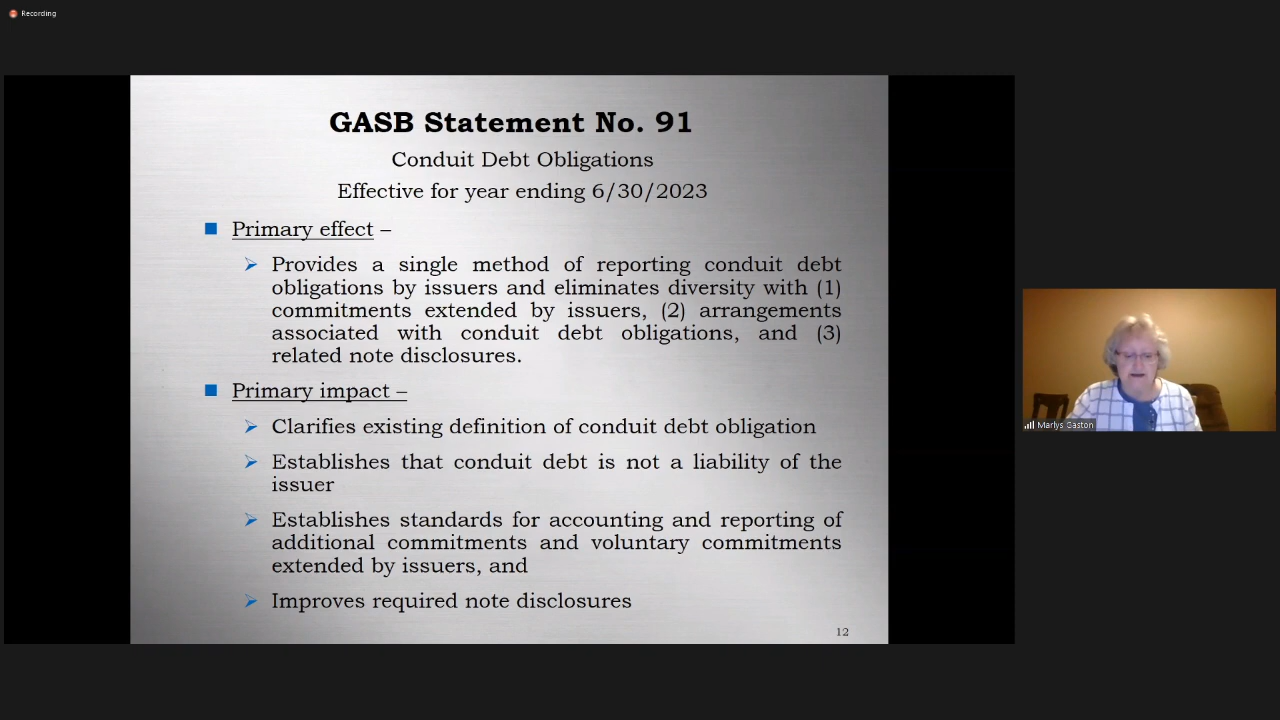 Recording
GASB Statement No. 91
Conduit Debt Obligations
Effective for year ending 6/30/2023
Primary effect –
Provides a single method of reporting conduit debt
obligations by issuers and eliminates diversity with (1)
commitments extended by issuers, (2) arrangements
associated with conduit debt obligations, and (3)
related note disclosures.
Primary impact –
Clarifies existing definition of conduit debt obligation
Establishes that conduit debt is not a liability of the
issuer
Establishes standards for accounting and reporting of
additional commitments and voluntary commitments
extended by issuers, and
Improves required note disclosures
12
Marlys Gaston